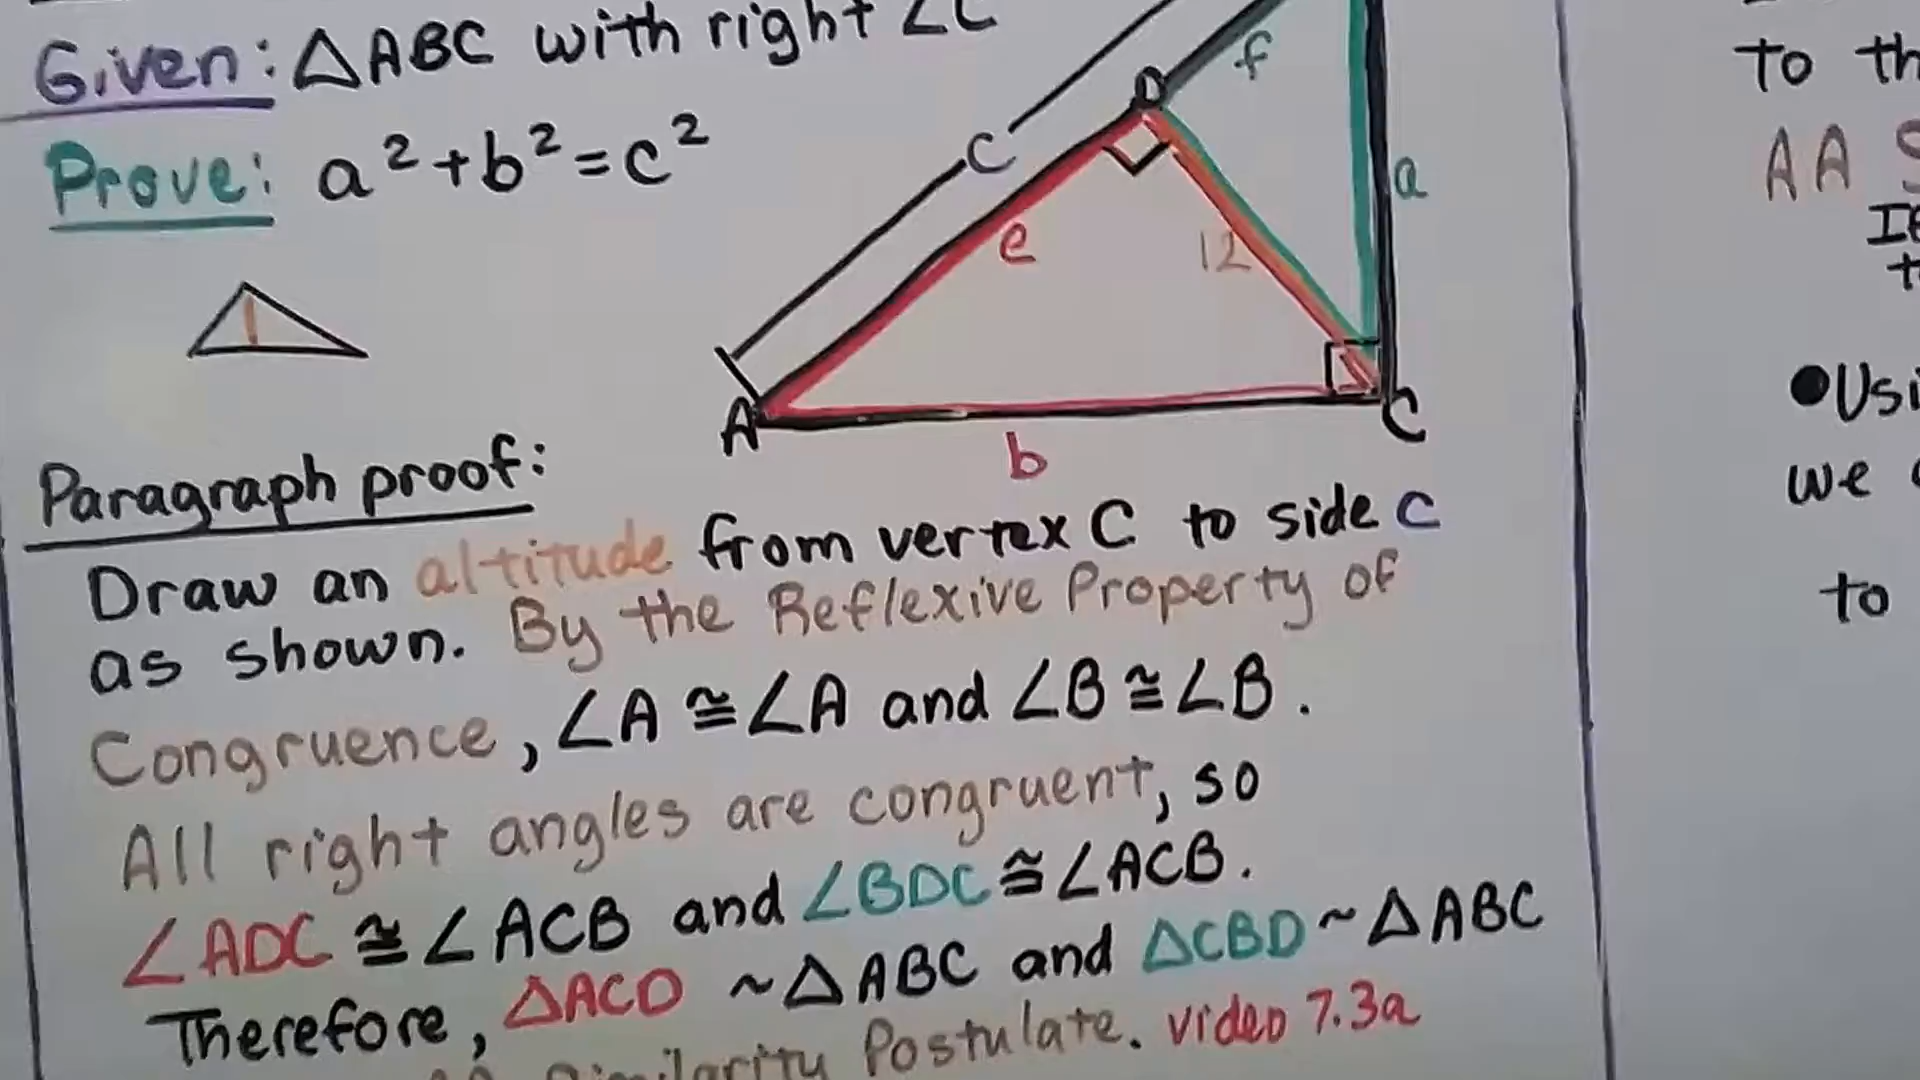 Given: △ABC with right ∠C
Prove: a²+b²=c²
D
f
C
a
e
12
A
C
b
Paragraph proof:
Draw an altitude from vertex C to side c
as shown. By the Reflexive Property of
Congruence, ∠A ≅ ∠A and ∠B ≅ ∠B.
All right angles are congruent, so
∠ADC ≅ ∠ACB and ∠BDC ≅ ∠ACB.
Therefore, △ACD ~ △ABC and △CBD ~ △ABC
Similarity Postulate. video 7.3a
to
AA
we
to